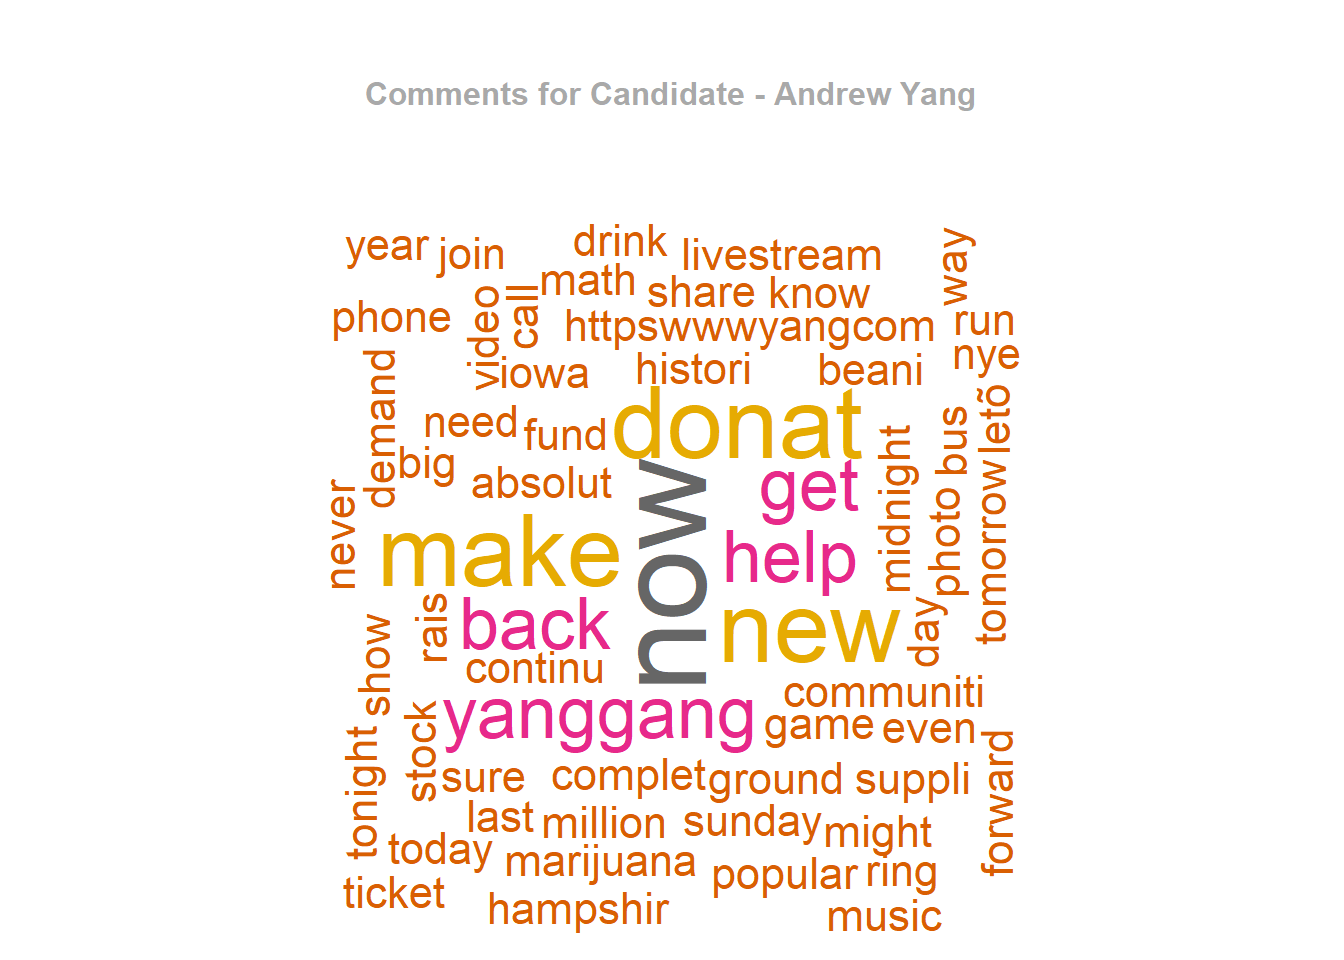 Comments for Candidate - Andrew Yang
year join drink livestream way
math share know
phone video call httpswwwyangcom run
nye
iowa histori beani
demand need fund donat bus letõ
big absolut get midnight
never make now help photo tomorrow
rais back new day
continu
show communiti
stock yanggang game even
tonight sure complet ground suppli forward
last million sunday might
today marijuana popular ring
ticket hampshir music